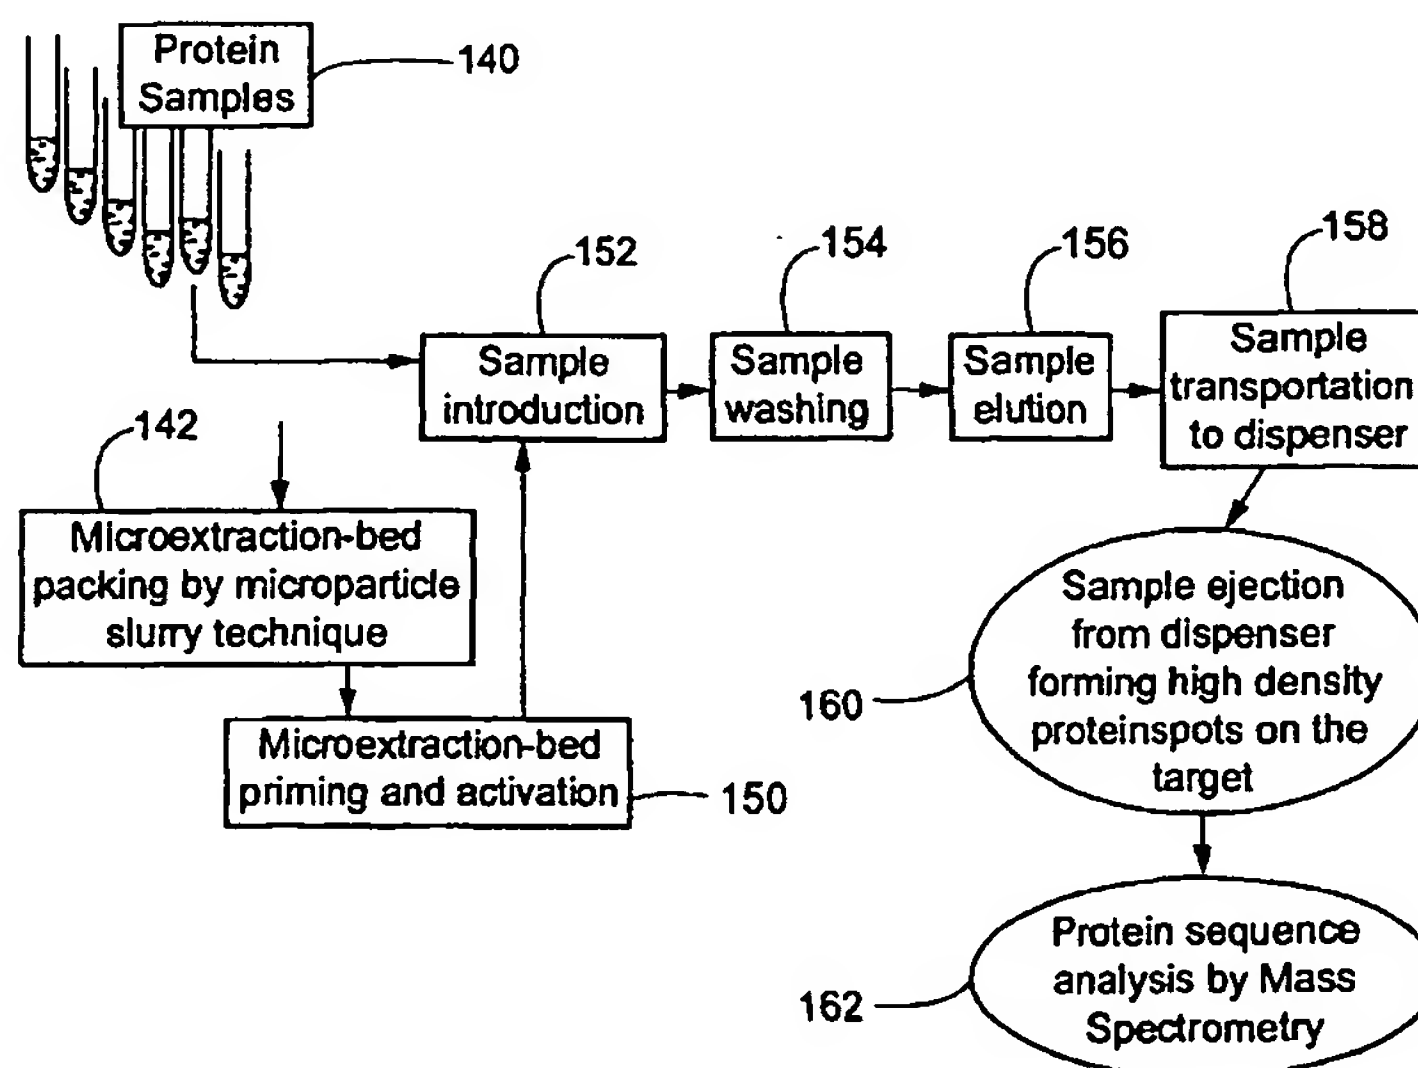 Protein
Samples
140
152
154
156
158
Sample
introduction
Sample
washing
Sample
elution
Sample
transportation
to dispenser
142
Microextraction-bed
packing by microparticle
slurry technique
Microextraction-bed
priming and activation
150
Sample ejection
from dispenser
forming high density
proteinspots on the
target
160
Protein sequence
analysis by Mass
Spectrometry
162